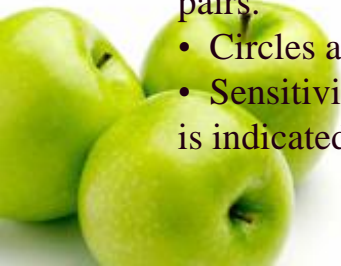 pairs.
• Circles a
• Sensitivi
is indicated